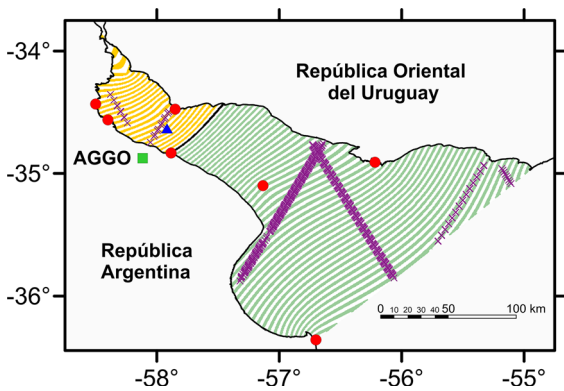 -34°
República Oriental
del Uruguay
-35°
AGGO
República
Argentina
-36°
0 10 20 30 40 50 100 km
-58° -57° -56° -55°